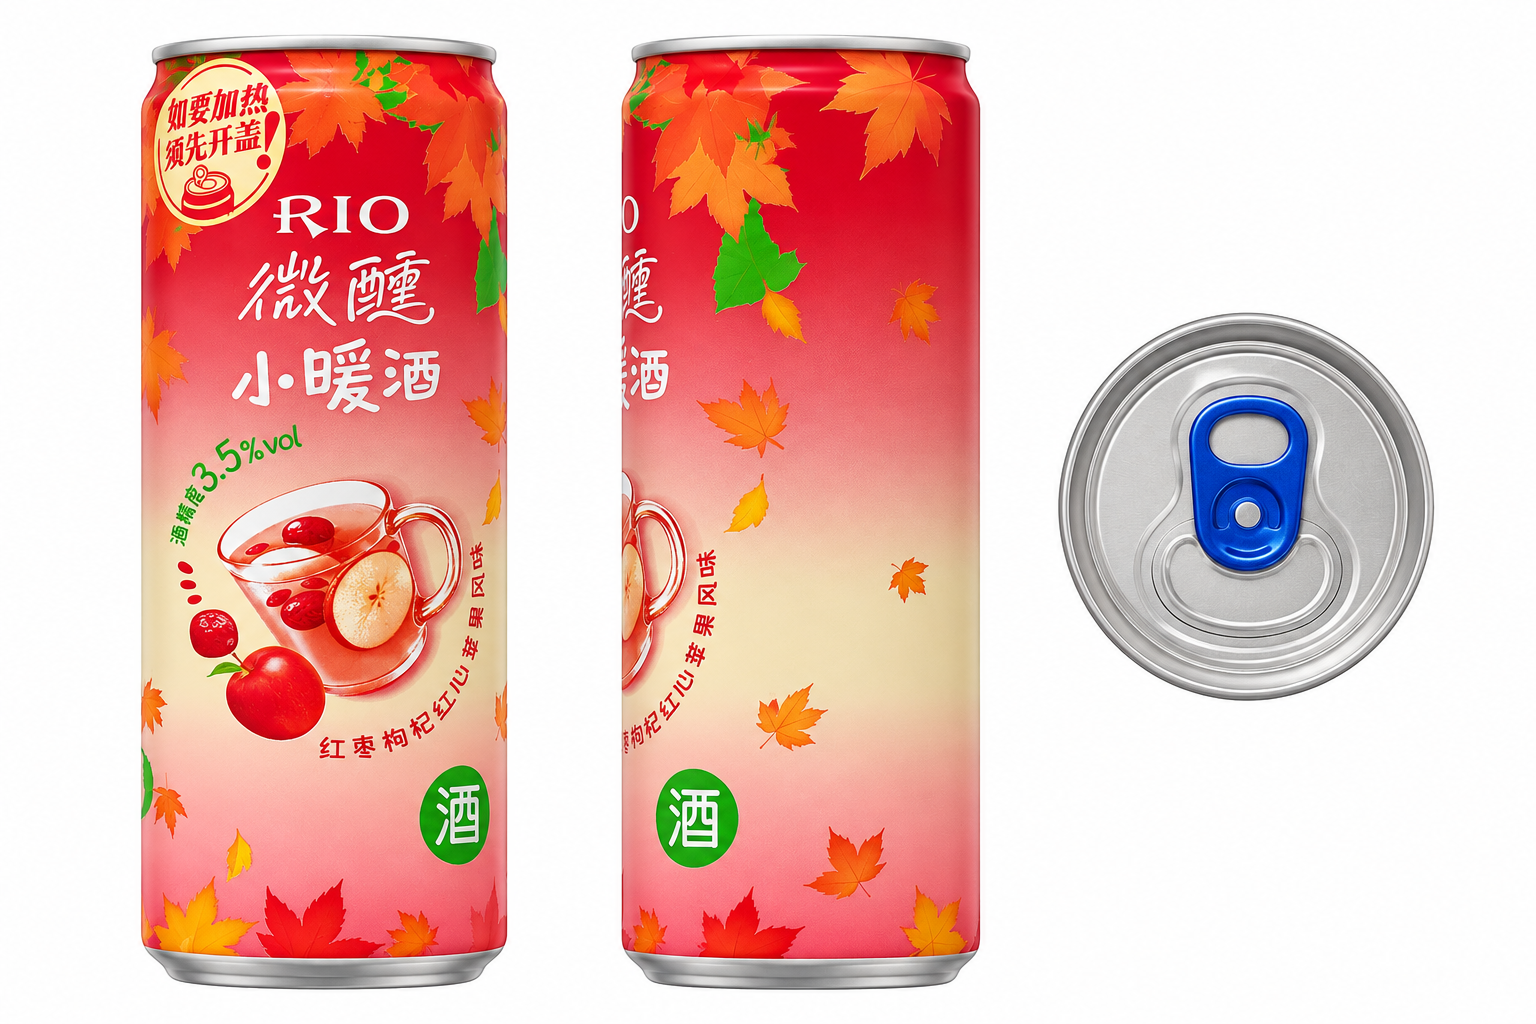 如要加热
须先开盖!
RIO
微醺
小暖酒
酒精度3.5%vol
红枣枸杞红心苹果风味
酒
O
醺
暖酒
枣枸杞红心苹果风味
酒